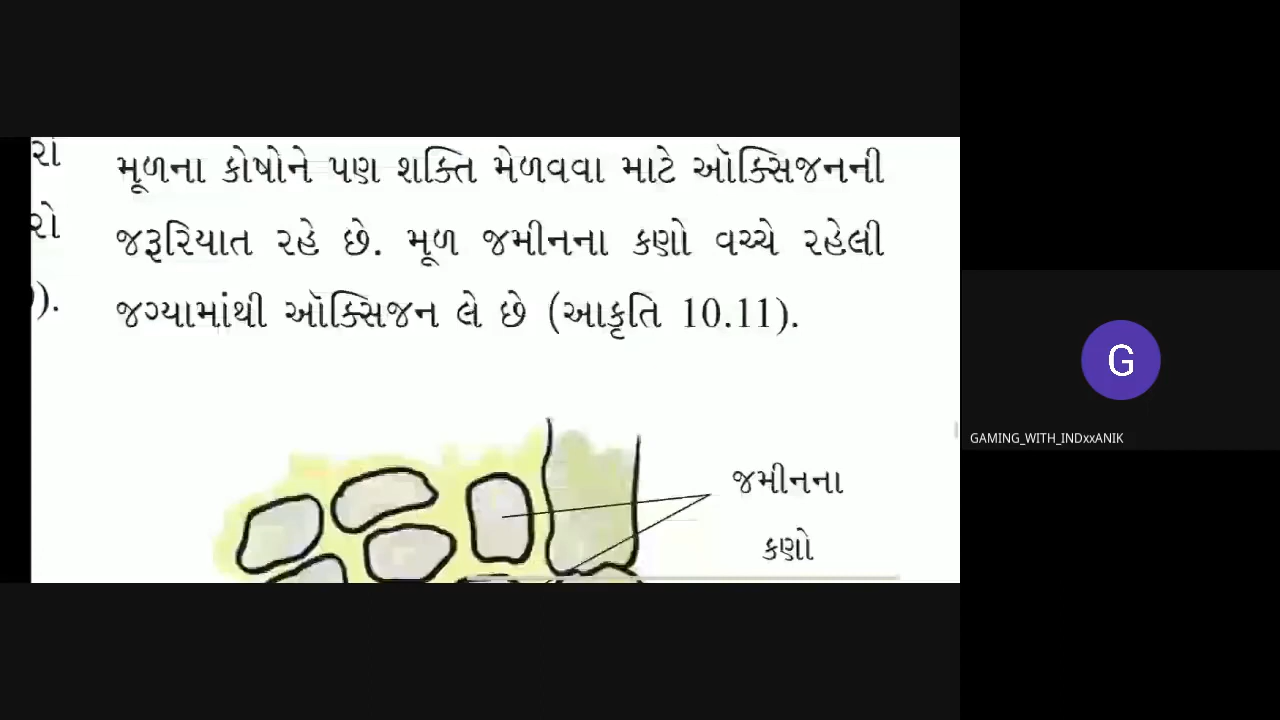 રો
મૂળના કોષોને પણ શક્તિ મેળવવા માટે ઑક્સિજનની
રો
જરૂરિયાત રહે છે. મૂળ જમીનના કણો વચ્ચે રહેલી
).
જગ્યામાંથી ઑક્સિજન લે છે (આકૃતિ 10.11).
જમીનના
કણો
G
GAMING_WITH_INDxxANIK